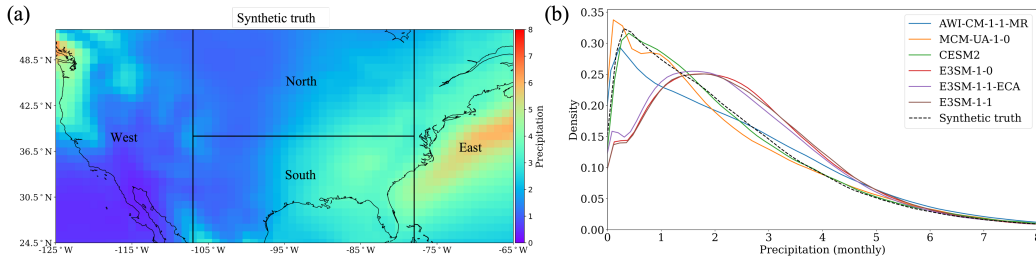 (a)
Synthetic truth
48.5°N
42.5°N
36.5°N
30.5°N
24.5°N
-125°W
-115°W
-105°W
-95°W
-85°W
-75°W
-65°W
North
West
East
South
8
7
6
5
4
3
2
1
0
Precipitation
(b)
0.35
0.30
0.25
0.20
0.15
0.10
0.05
0.00
Density
0 1 2 3 4 5 6 7 8
Precipitation (monthly)
AWI-CM-1-1-MR
MCM-UA-1-0
CESM2
E3SM-1-0
E3SM-1-1-ECA
E3SM-1-1
Synthetic truth